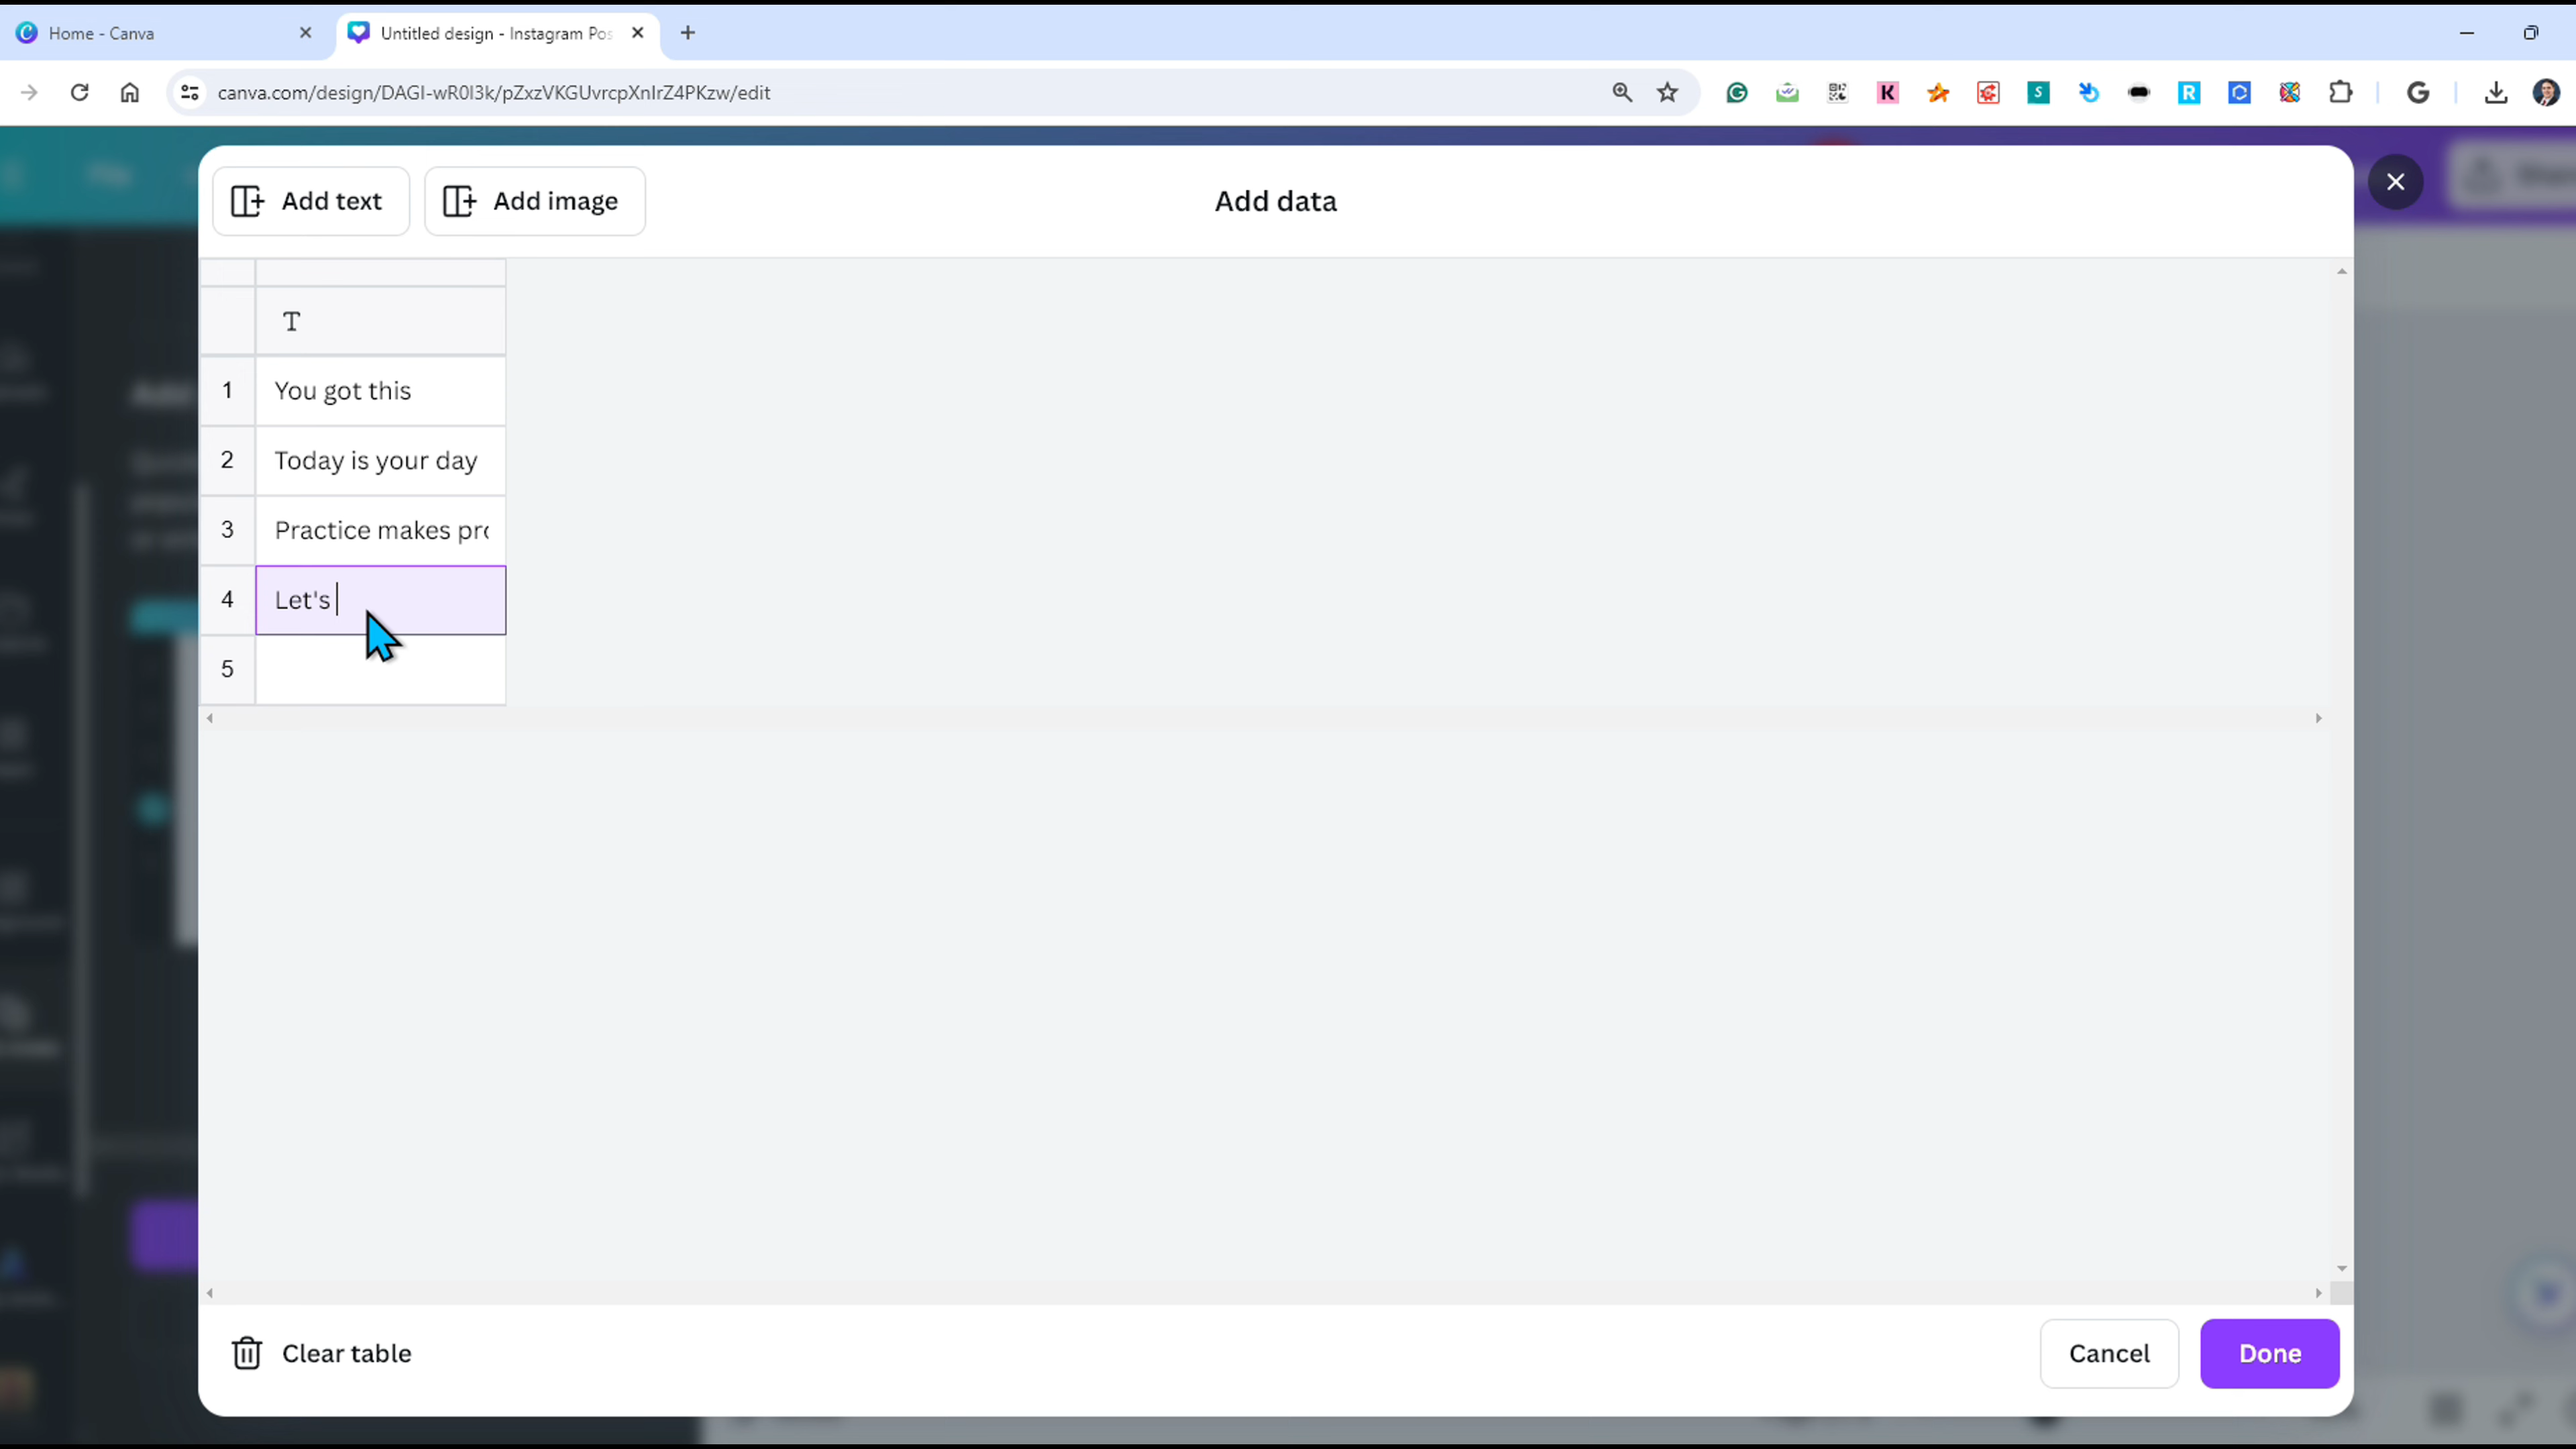 Home - Canva
Untitled design - Instagram Pos
canva.com/design/DAGI-wR0I3k/pZxzVKGUvrcpXnIrZ4PKzw/edit
Add text
Add image
Add data
T
1 You got this
2 Today is your day
3 Practice makes pro
4 Let's
5
Clear table
Cancel
Done